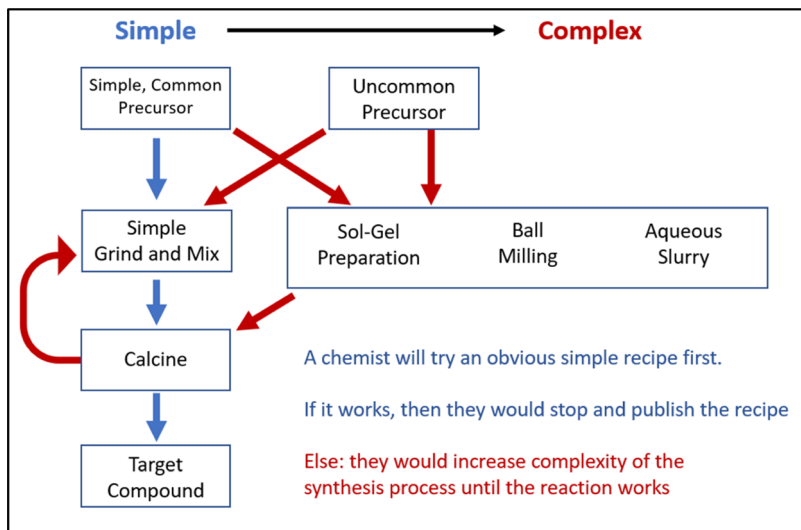 Simple
Complex
Simple, Common
Precursor
Uncommon
Precursor
Simple
Grind and Mix
Sol-Gel
Preparation
Ball
Milling
Aqueous
Slurry
Calcine
A chemist will try an obvious simple recipe first.
If it works, then they would stop and publish the recipe
Target
Compound
Else: they would increase complexity of the
synthesis process until the reaction works